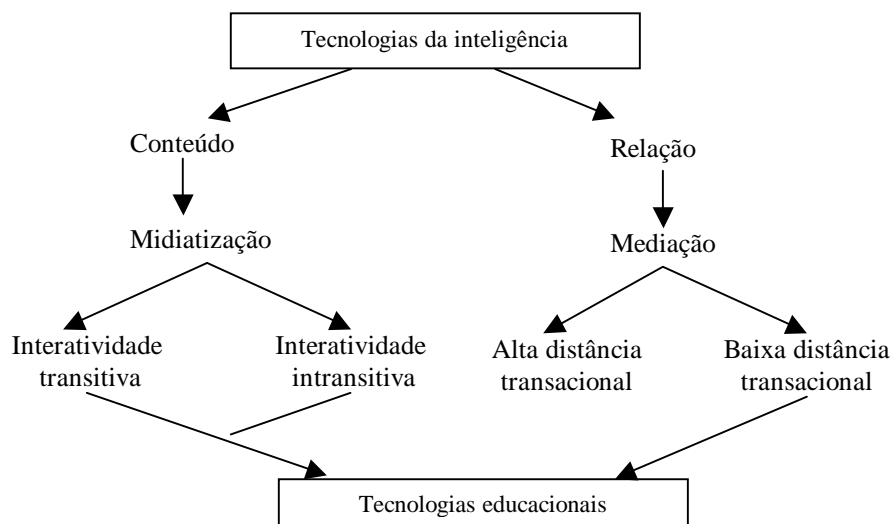 Tecnologias da inteligência
Conteúdo
Relação
Midiatização
Mediação
Interatividade
transitiva
Interatividade
intransitiva
Alta distância
transacional
Baixa distância
transacional
Tecnologias educacionais